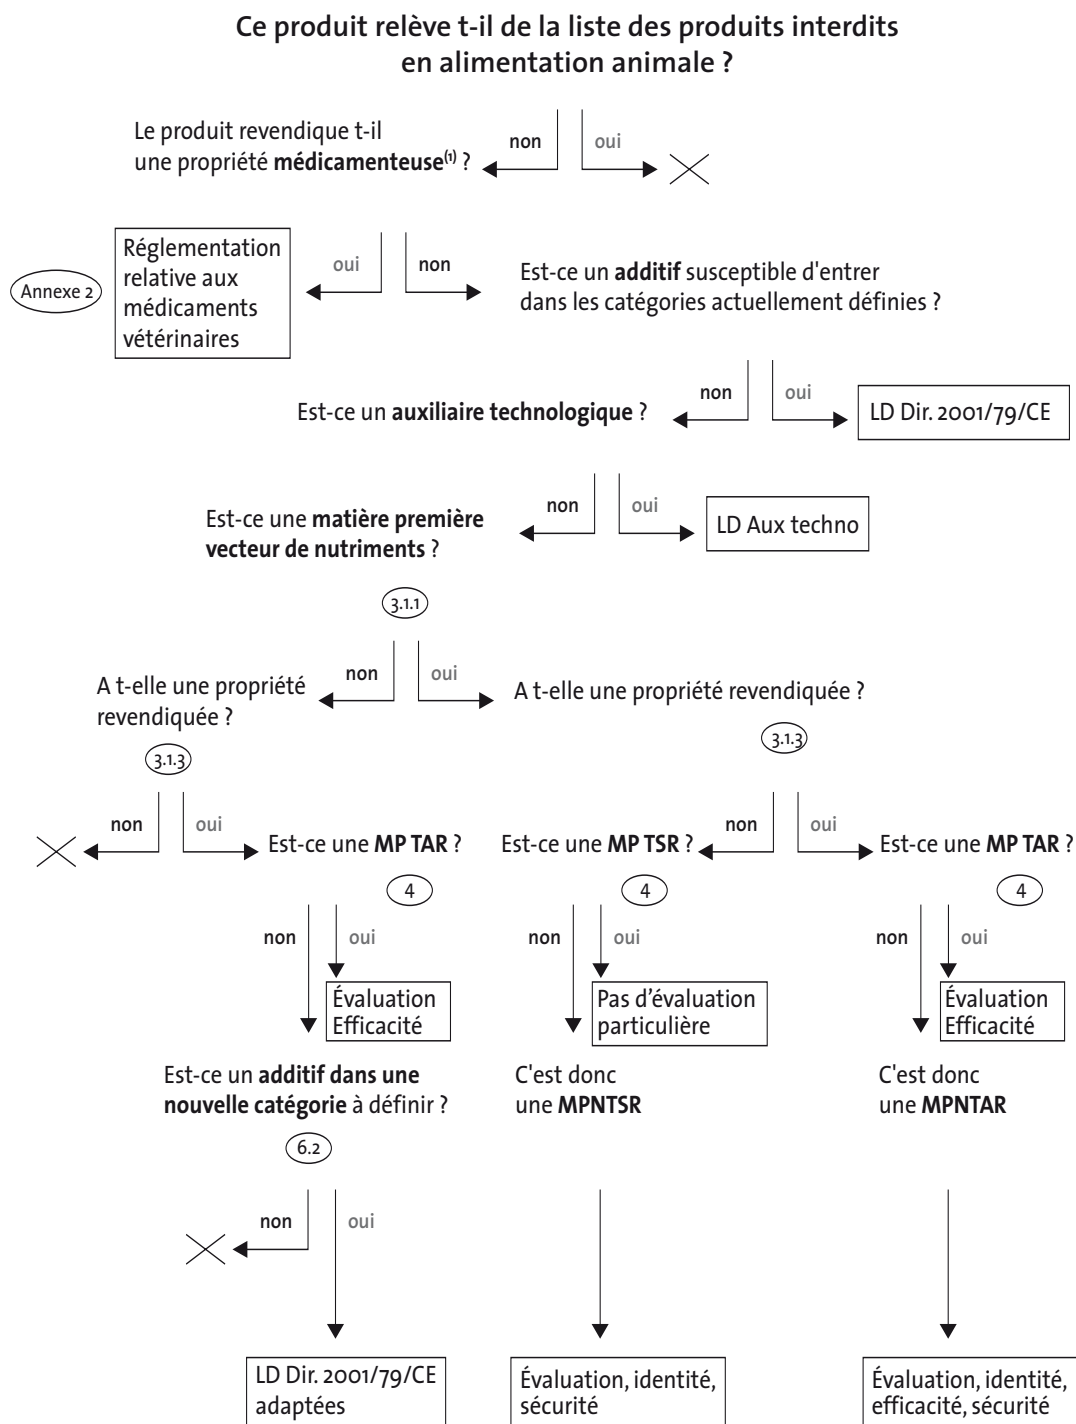 Ce produit relève t-il de la liste des produits interdits
en alimentation animale ?
Le produit revendique t-il
une propriété médicamenteuse(1) ?
non
oui
Annexe 2
Réglementation
relative aux
médicaments
vétérinaires
oui
non
Est-ce un additif susceptible d'entrer
dans les catégories actuellement définies ?
Est-ce un auxiliaire technologique ?
non
oui
LD Dir. 2001/79/CE
Est-ce une matière première
vecteur de nutriments ?
non
oui
LD Aux techno
3.1.1
A t-elle une propriété
revendiquée ?
non
oui
A t-elle une propriété revendiquée ?
3.1.3
3.1.3
non
oui
Est-ce une MP TAR ?
Est-ce une MP TSR ?
non
oui
Est-ce une MP TAR ?
4
4
4
non
oui
non
oui
non
oui
Évaluation
Efficacité
Pas d’évaluation
particulière
Évaluation
Efficacité
Est-ce un additif dans une
nouvelle catégorie à définir ?
C'est donc
une MPNTSR
C'est donc
une MPNTAR
6.2
non
oui
LD Dir. 2001/79/CE
adaptées
Évaluation, identité,
sécurité
Évaluation, identité,
efficacité, sécurité